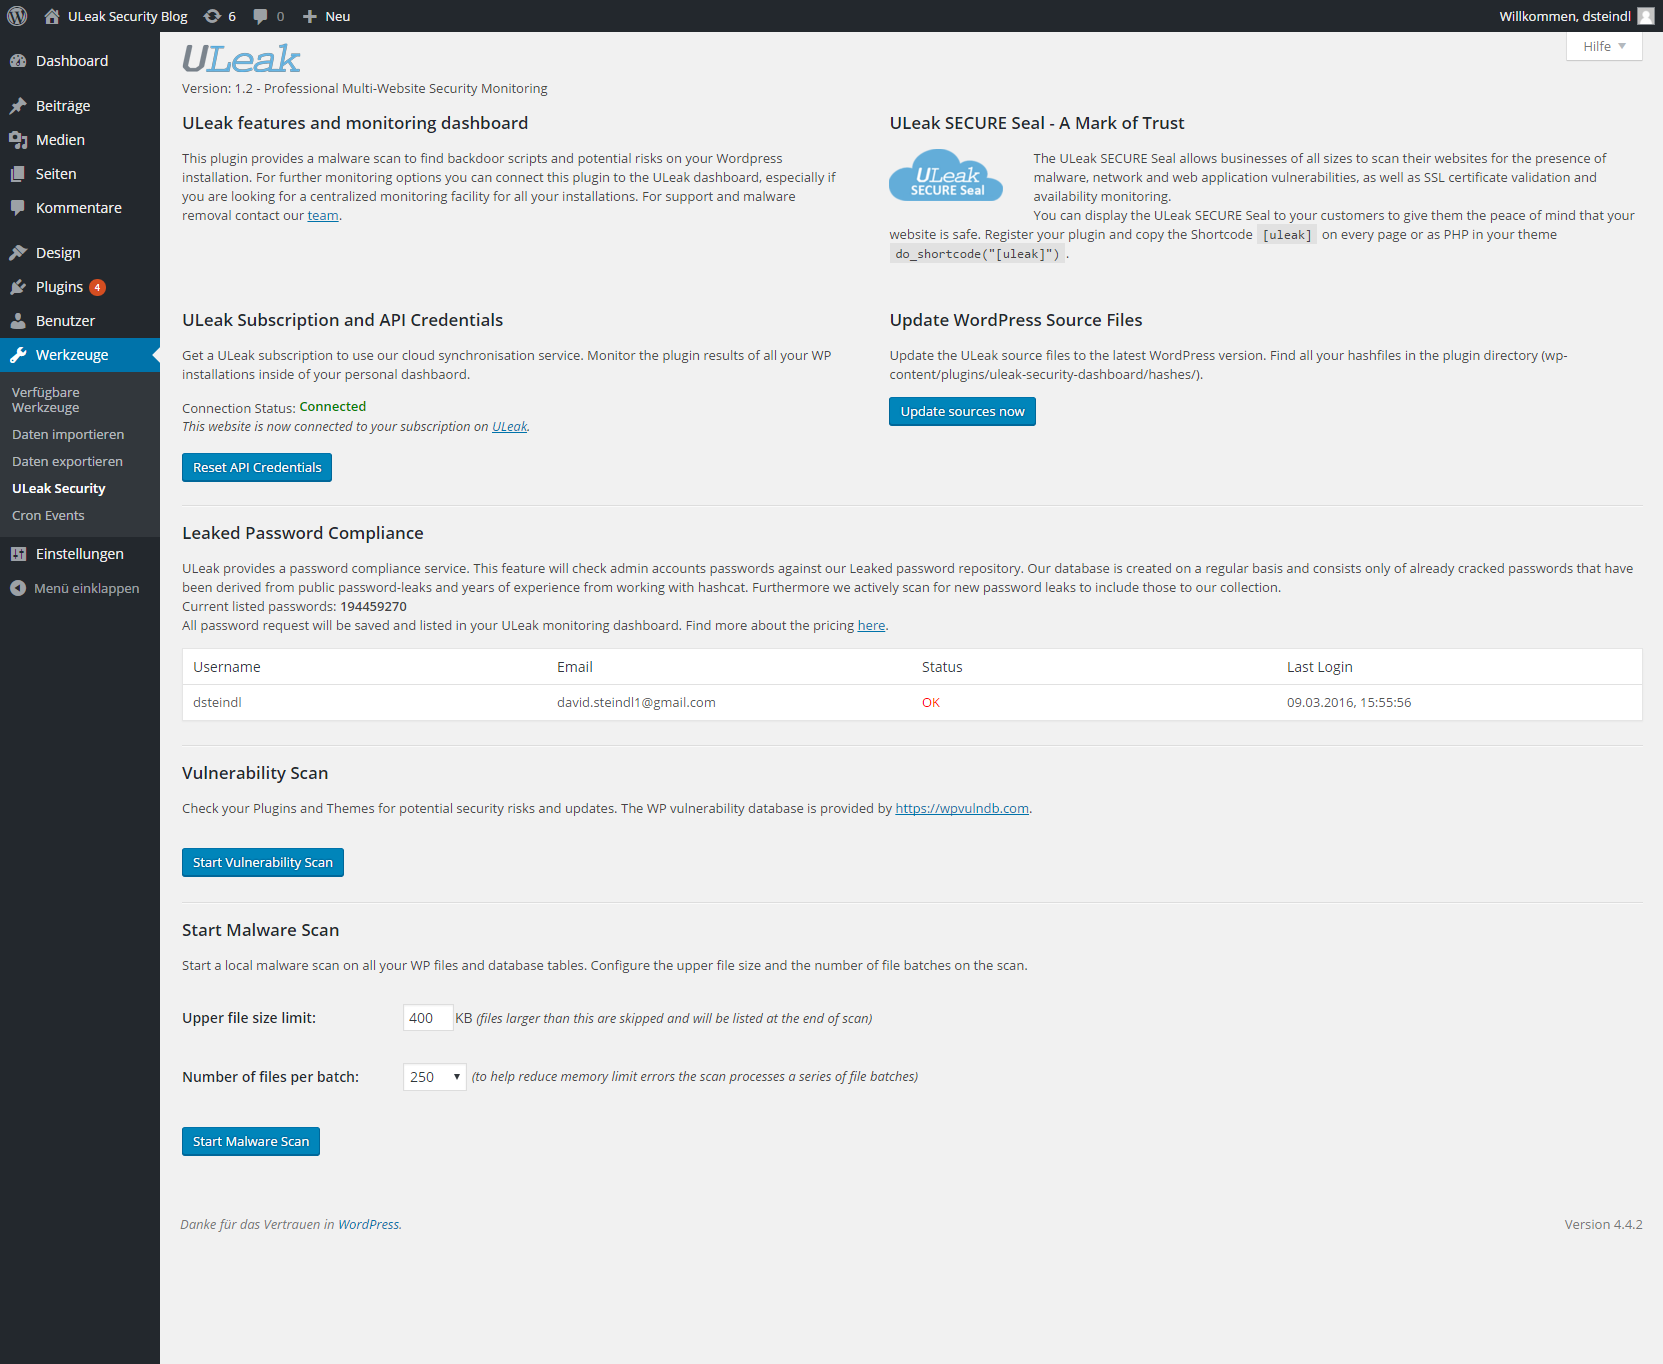 ULeak Security Blog 6 0 Neu Willkommen, dsteindl
Dashboard
Beiträge
Medien
Seiten
Kommentare
Design
Plugins 4
Benutzer
Werkzeuge
Verfügbare
Werkzeuge
Daten importieren
Daten exportieren
ULeak Security
Cron Events
Einstellungen
Menü einklappen
Hilfe
ULeak
Version: 1.2 - Professional Multi-Website Security Monitoring
ULeak features and monitoring dashboard
This plugin provides a malware scan to find backdoor scripts and potential risks on your Wordpress
installation. For further monitoring options you can connect this plugin to the ULeak dashboard, especially if
you are looking for a centralized monitoring facility for all your installations. For support and malware
removal contact our team.
ULeak SECURE Seal - A Mark of Trust
ULeak
SECURE Seal
The ULeak SECURE Seal allows businesses of all sizes to scan their websites for the presence of
malware, network and web application vulnerabilities, as well as SSL certificate validation and
availability monitoring.
You can display the ULeak SECURE Seal to your customers to give them the peace of mind that your
website is safe. Register your plugin and copy the Shortcode [uleak] on every page or as PHP in your theme
do_shortcode("[uleak]") .
ULeak Subscription and API Credentials
Get a ULeak subscription to use our cloud synchronisation service. Monitor the plugin results of all your WP
installations inside of your personal dashbaord.
Connection Status: Connected
This website is now connected to your subscription on ULeak.
Reset API Credentials
Update WordPress Source Files
Update the ULeak source files to the latest WordPress version. Find all your hashfiles in the plugin directory (wp-
content/plugins/uleak-security-dashboard/hashes/).
Update sources now
Leaked Password Compliance
ULeak provides a password compliance service. This feature will check admin accounts passwords against our Leaked password repository. Our database is created on a regular basis and consists only of already cracked passwords that have
been derived from public password-leaks and years of experience from working with hashcat. Furthermore we actively scan for new password leaks to include those to our collection.
Current listed passwords: 194459270
All password request will be saved and listed in your ULeak monitoring dashboard. Find more about the pricing here.
Username Email Status Last Login
dsteindl david.steindl1@gmail.com OK 09.03.2016, 15:55:56
Vulnerability Scan
Check your Plugins and Themes for potential security risks and updates. The WP vulnerability database is provided by https://wpvulndb.com.
Start Vulnerability Scan
Start Malware Scan
Start a local malware scan on all your WP files and database tables. Configure the upper file size and the number of file batches on the scan.
Upper file size limit: 400 KB (files larger than this are skipped and will be listed at the end of scan)
Number of files per batch: 250 (to help reduce memory limit errors the scan processes a series of file batches)
Start Malware Scan
Danke für das Vertrauen in WordPress. Version 4.4.2